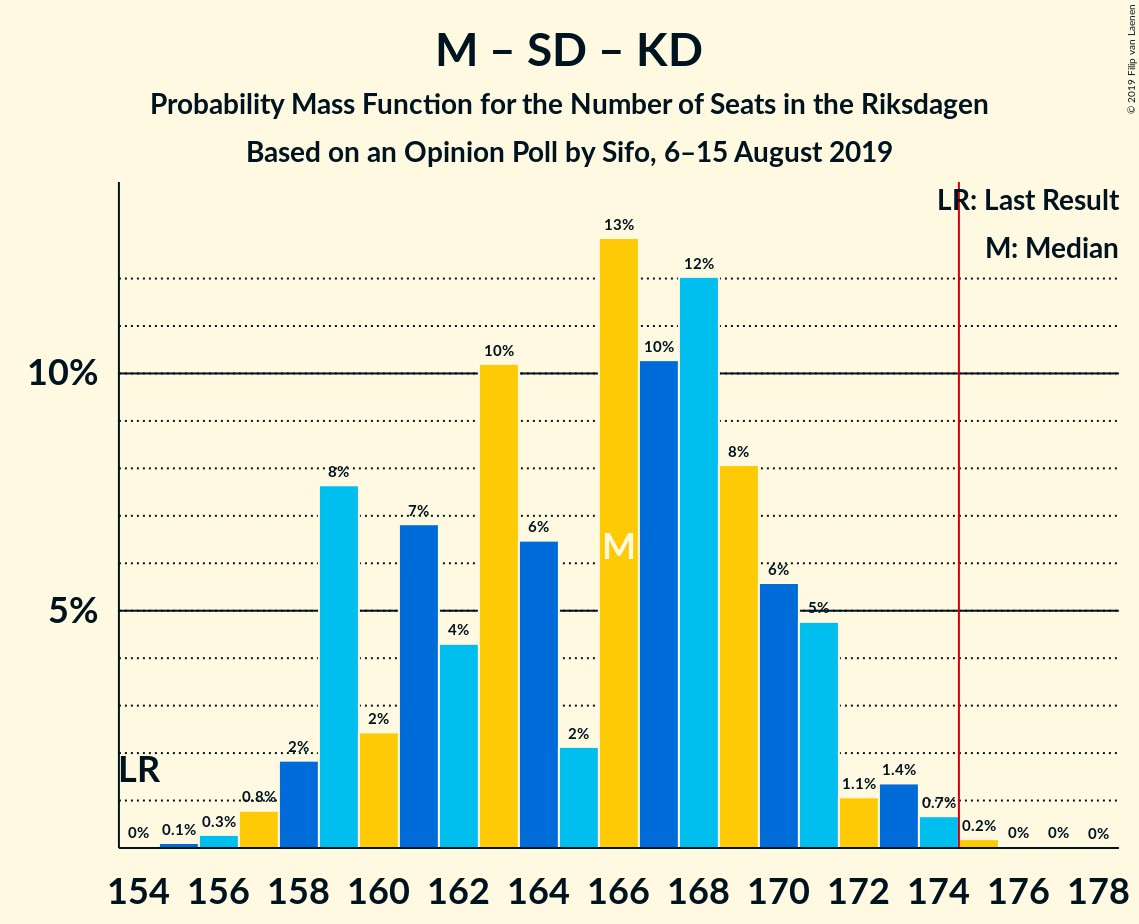 © 2019 Filip van Laenen
M – SD – KD
Probability Mass Function for the Number of Seats in the Riksdagen
Based on an Opinion Poll by Sifo, 6–15 August 2019
LR: Last Result
M: Median
10%
5%
LR
M
0% 0.1% 0.3% 0.8% 2% 8% 2% 7% 4% 10% 6% 2% 13% 10% 12% 8% 6% 5% 1.1% 1.4% 0.7% 0.2% 0% 0% 0%
154 156 158 160 162 164 166 168 170 172 174 176 178